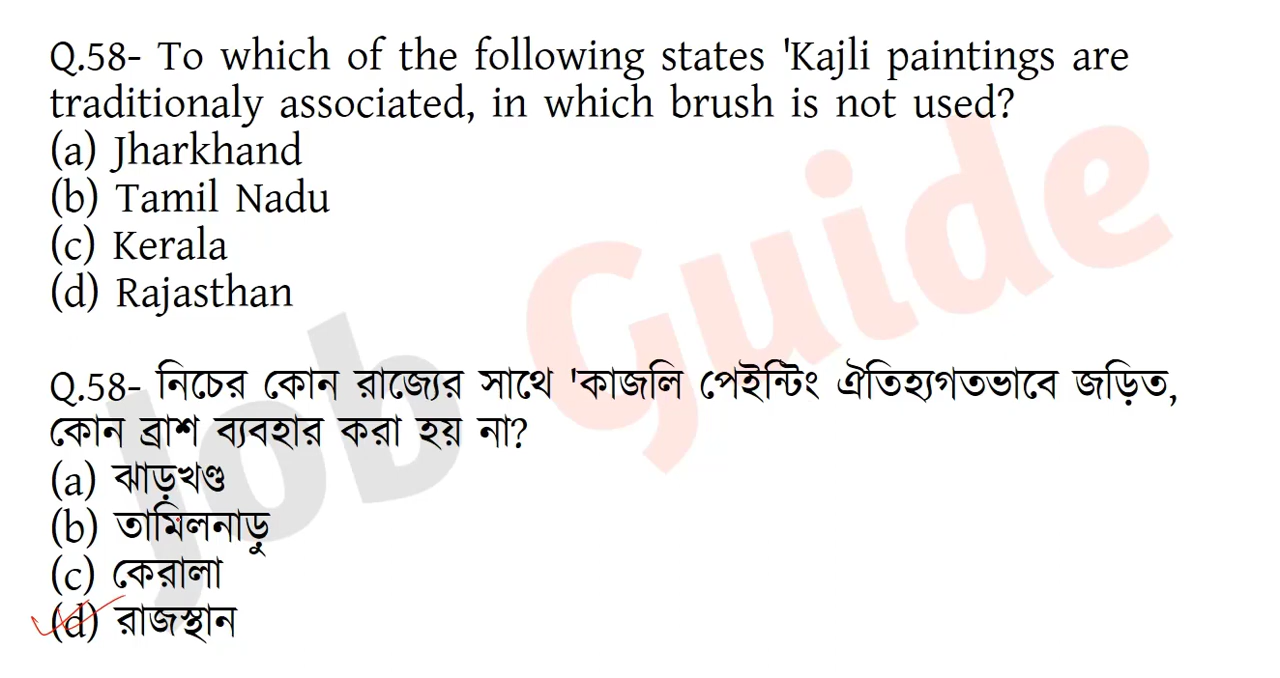 Q.58- To which of the following states 'Kajli paintings are
traditionaly associated, in which brush is not used?
(a) Jharkhand
(b) Tamil Nadu
(c) Kerala
(d) Rajasthan
Q.58- নিচের কোন রাজ্যের সাথে 'কাজলি পেইন্টিং ঐতিহ্যগতভাবে জড়িত,
কোন ব্রাশ ব্যবহার করা হয় না?
(a) ঝাড়খণ্ড
(b) তামিলনাড়ু
(c) কেরালা
(d) রাজস্থান
Job Guide